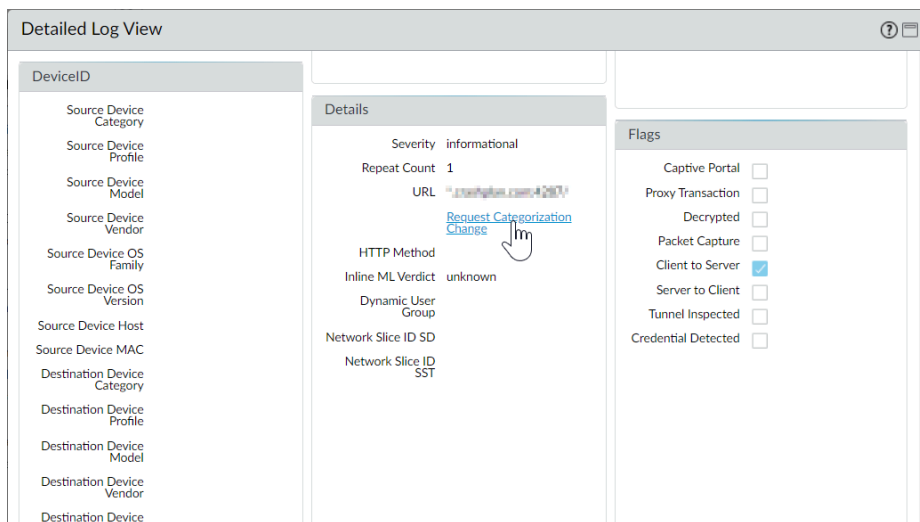 Detailed Log View
DeviceID
Source Device
Category
Source Device
Profile
Source Device
Model
Source Device
Vendor
Source Device OS
Family
Source Device OS
Version
Source Device Host
Source Device MAC
Destination Device
Category
Destination Device
Profile
Destination Device
Model
Destination Device
Vendor
Destination Device
Details
Severity informational
Repeat Count 1
URL
Request Categorization
Change
HTTP Method
Inline ML Verdict unknown
Dynamic User
Group
Network Slice ID SD
Network Slice ID
SST
Flags
Captive Portal
Proxy Transaction
Decrypted
Packet Capture
Client to Server
Server to Client
Tunnel Inspected
Credential Detected